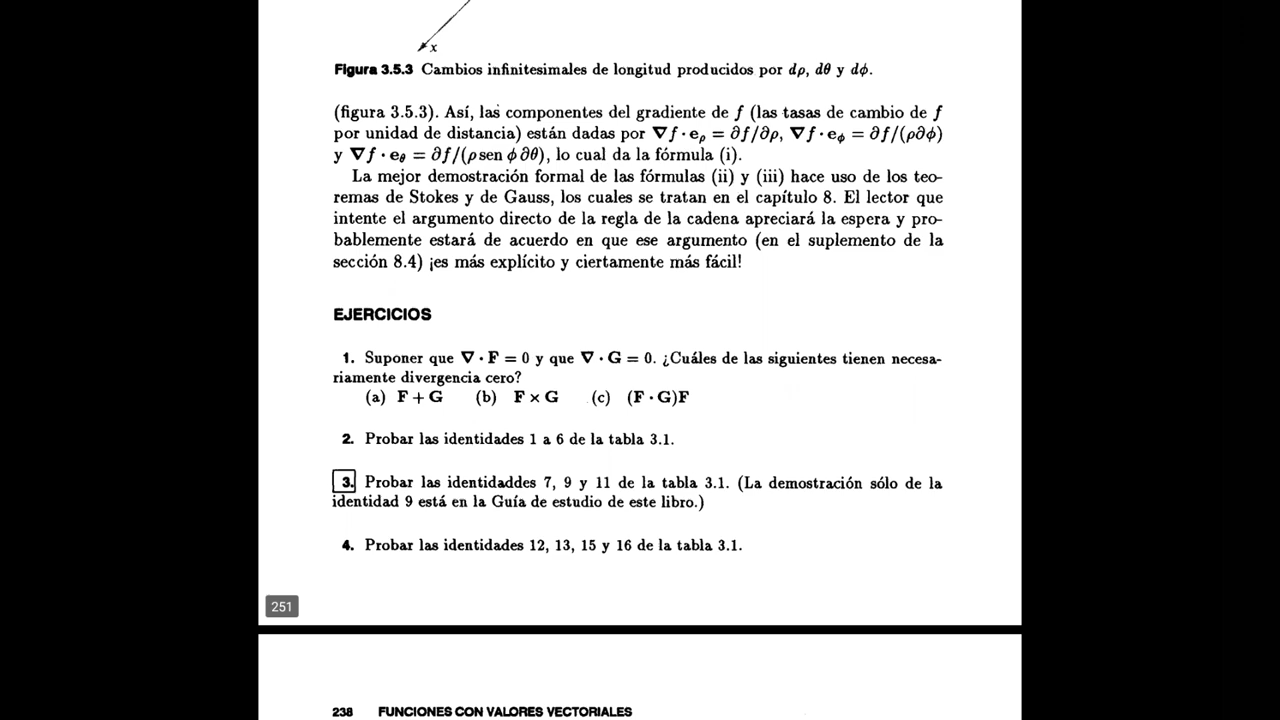 x
Figura 3.5.3 Cambios infinitesimales de longitud producidos por dρ, dθ y dϕ.
(figura 3.5.3). Así, las componentes del gradiente de f (las tasas de cambio de f
por unidad de distancia) están dadas por ∇f · eρ = ∂f/∂ρ, ∇f · eϕ = ∂f/(ρ∂ϕ)
y ∇f · eθ = ∂f/(ρ sen ϕ ∂θ), lo cual da la fórmula (i).
La mejor demostración formal de las fórmulas (ii) y (iii) hace uso de los teo-
remas de Stokes y de Gauss, los cuales se tratan en el capítulo 8. El lector que
intente el argumento directo de la regla de la cadena apreciará la espera y pro-
bablemente estará de acuerdo en que ese argumento (en el suplemento de la
sección 8.4) ¡es más explícito y ciertamente más fácil!
EJERCICIOS
1. Suponer que ∇ · F = 0 y que ∇ · G = 0. ¿Cuáles de las siguientes tienen necesa-
riamente divergencia cero?
(a) F + G (b) F × G (c) (F · G)F
2. Probar las identidades 1 a 6 de la tabla 3.1.
3. Probar las identidaddes 7, 9 y 11 de la tabla 3.1. (La demostración sólo de la
identidad 9 está en la Guía de estudio de este libro.)
4. Probar las identidades 12, 13, 15 y 16 de la tabla 3.1.
251
238 FUNCIONES CON VALORES VECTORIALES